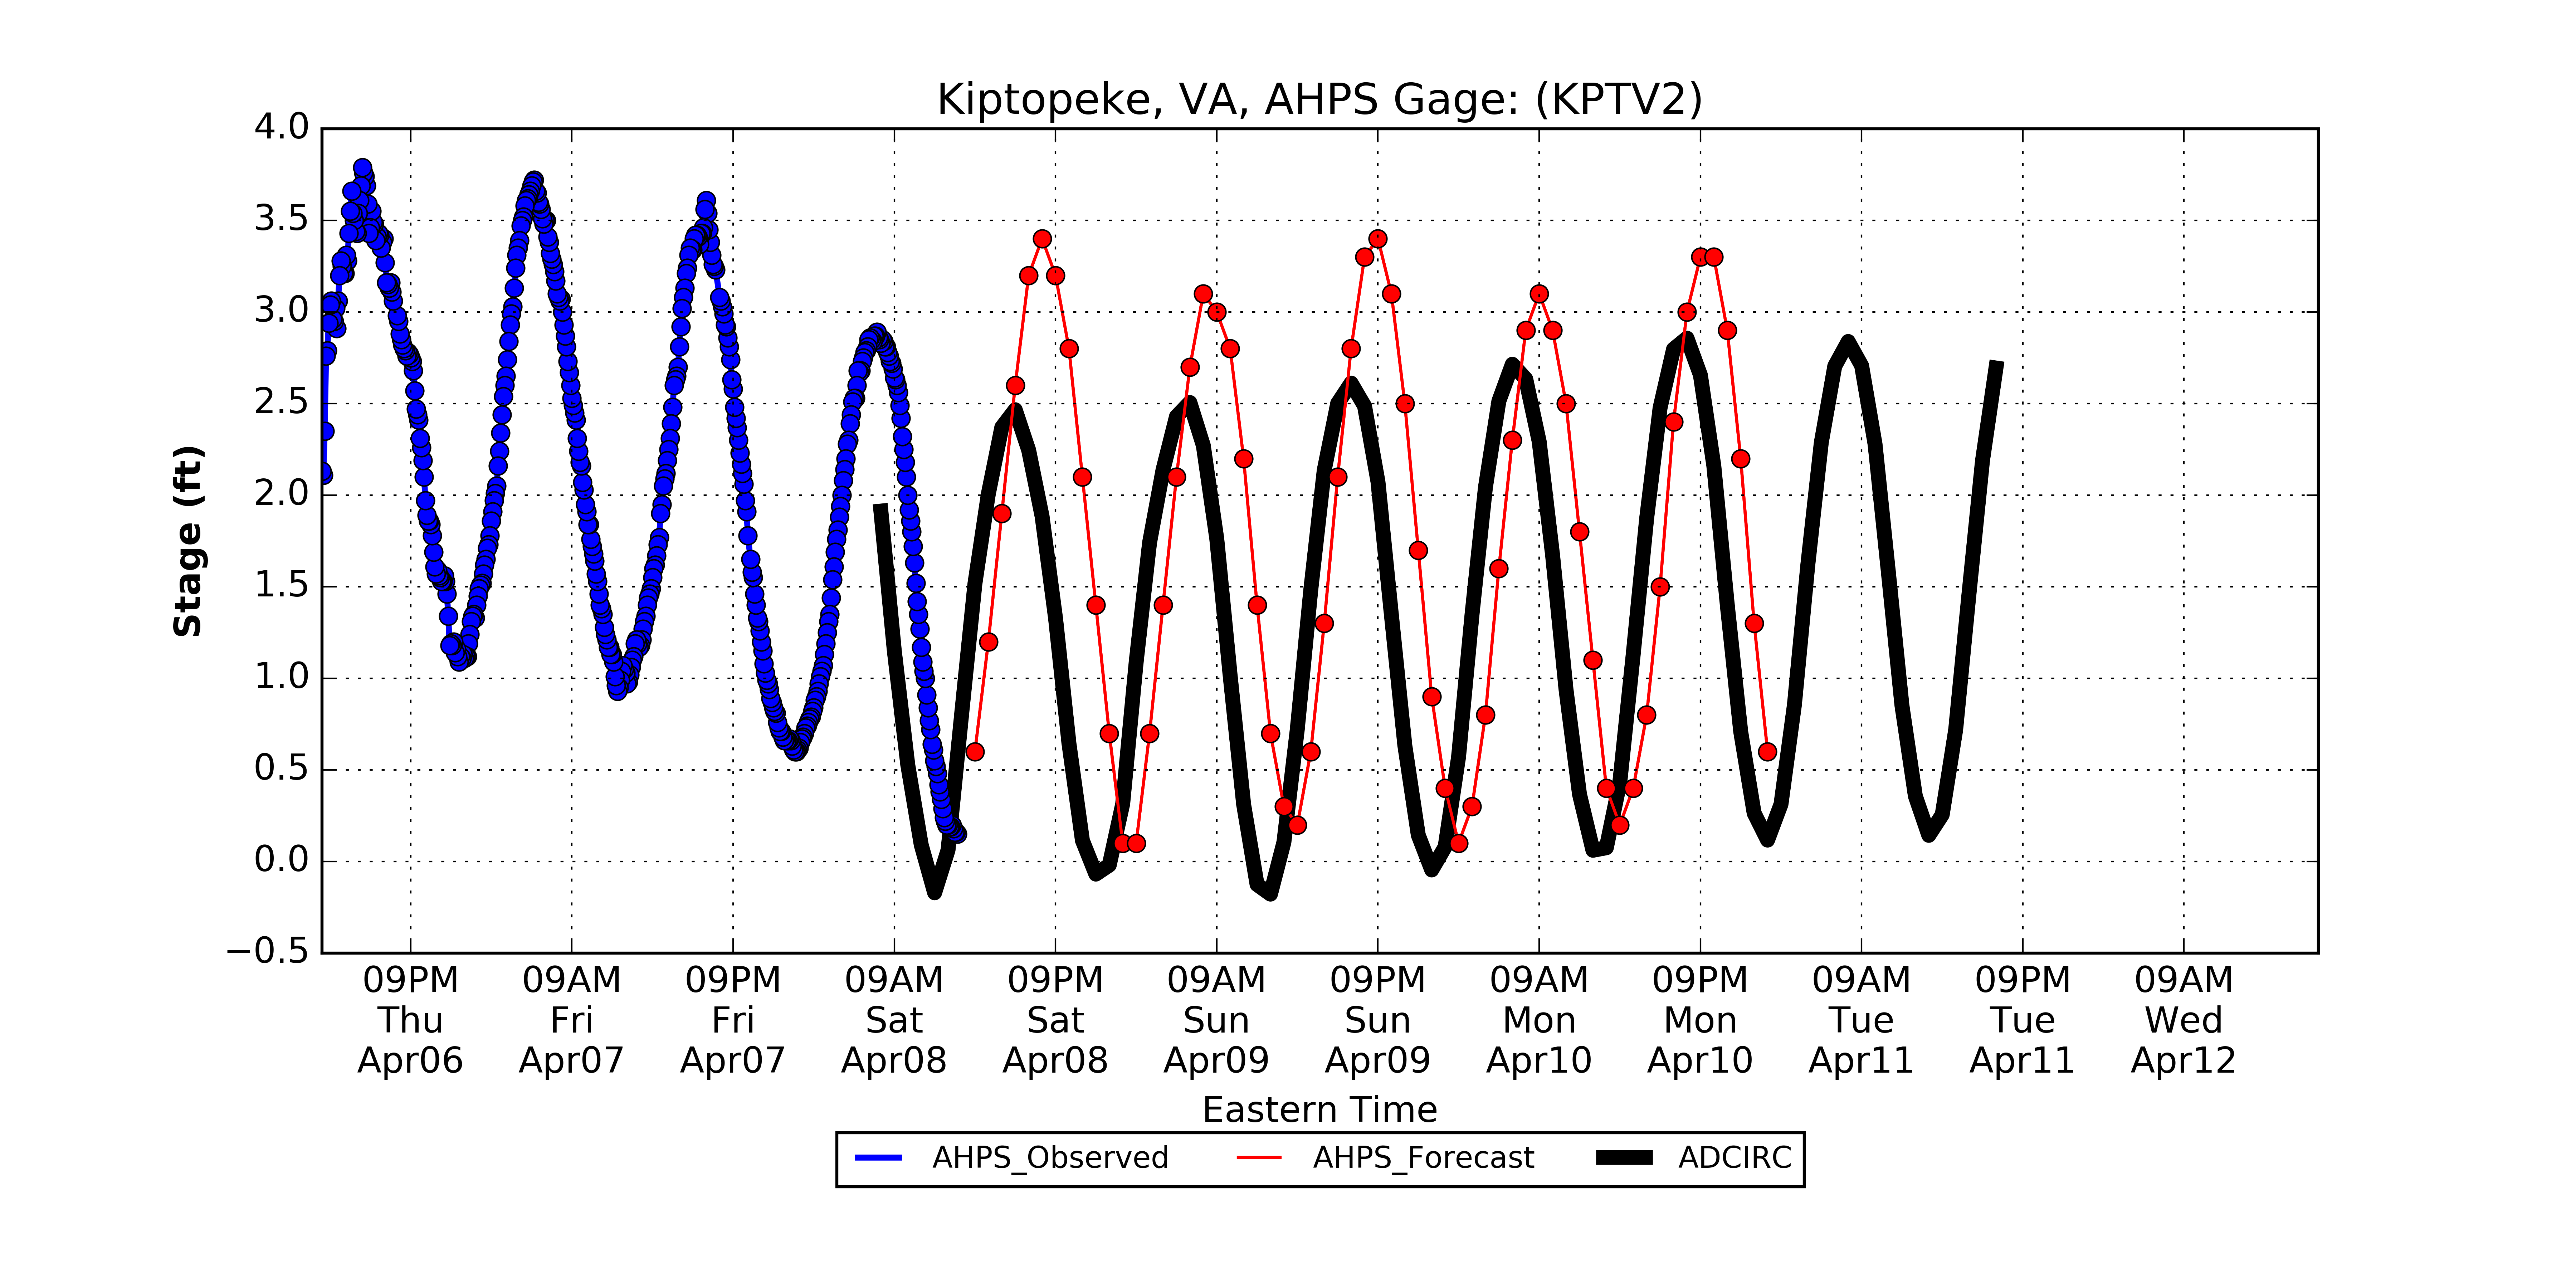 Kiptopeke, VA, AHPS Gage: (KPTV2)
4.0
3.5
3.0
2.5
2.0
1.5
1.0
0.5
0.0
−0.5
Stage (ft)
09PM 09AM 09PM 09AM 09PM 09AM 09PM 09AM 09PM 09AM 09PM 09AM
Thu Fri Fri Sat Sat Sun Sun Mon Mon Tue Tue Wed
Apr06 Apr07 Apr07 Apr08 Apr08 Apr09 Apr09 Apr10 Apr10 Apr11 Apr11 Apr12
Eastern Time
AHPS_Observed AHPS_Forecast ADCIRC